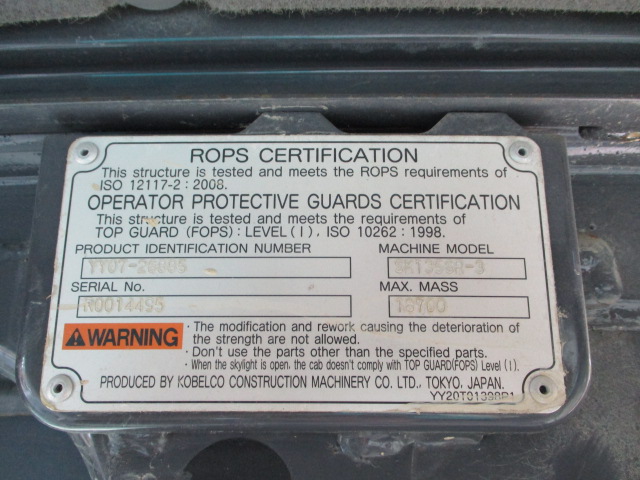 ROPS CERTIFICATION
This structure is tested and meets the ROPS requirements of
ISO 12117-2 : 2008.
OPERATOR PROTECTIVE GUARDS CERTIFICATION
This structure is tested and meets the requirements of
TOP GUARD (FOPS) : LEVEL ( I ) , ISO 10262 : 1998.
PRODUCT IDENTIFICATION NUMBER MACHINE MODEL
SERIAL No. MAX. MASS
N0014495
WARNING
· The modification and rework causing the deterioration of
the strength are not allowed.
· Don't use the parts other than the specified parts.
· When the skylight is open, the cab doesn't comply with TOP GUARD(FOPS) Level ( I ).
PRODUCED BY KOBELCO CONSTRUCTION MACHINERY CO. LTD., TOKYO, JAPAN.